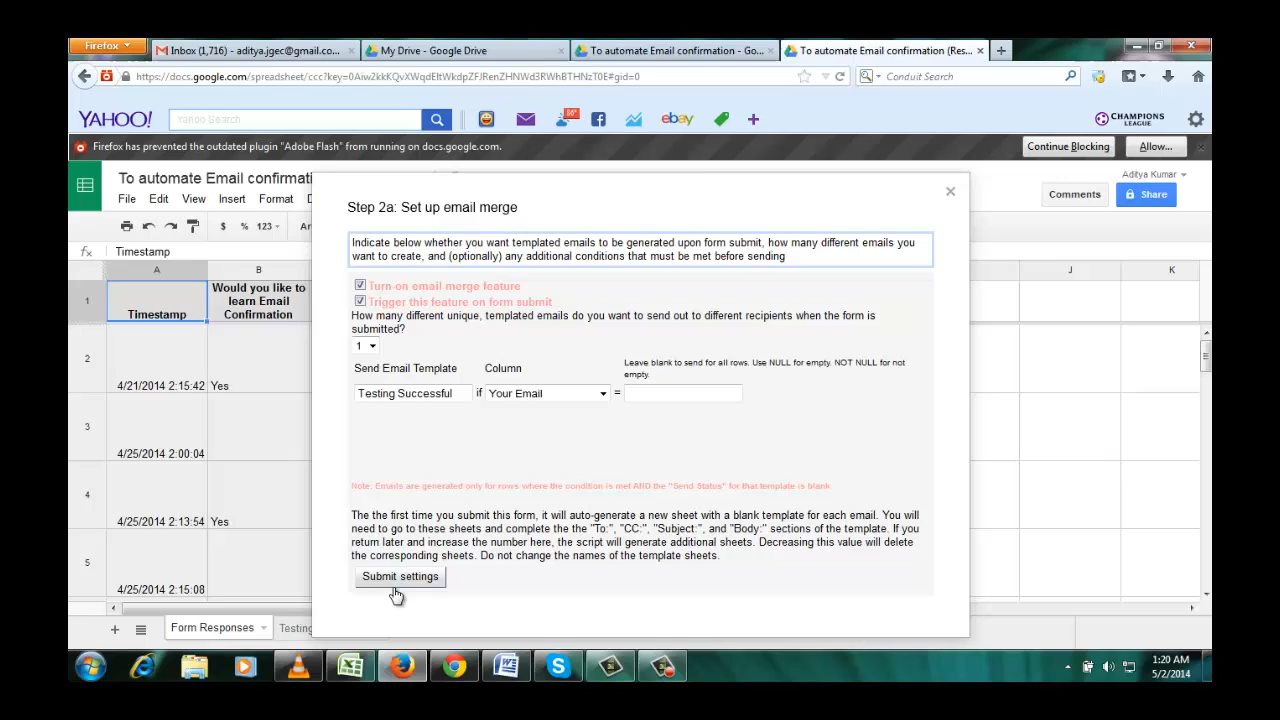 Firefox
Inbox (1,716) - aditya.jgec@gmail.co...
My Drive - Google Drive
To automate Email confirmation - Go...
To automate Email confirmation (Res...
https://docs.google.com/spreadsheet/ccc?key=0Aiw2kkKQvXWqdEltWkdpZFJRenZHNWd3RWhBTHNzT0E#gid=0
Conduit Search
YAHOO!
Yahoo Search
86°
ebay
CHAMPIONS
LEAGUE
Firefox has prevented the outdated plugin "Adobe Flash" from running on docs.google.com.
Continue Blocking
Allow...
To automate Email confirmati
Aditya Kumar
File Edit View Insert Format D
Comments
Share
$ % 123 Ar
fx Timestamp
A B J K
1
Timestamp
Would you like to
learn Email
Confirmation
2
4/21/2014 2:15:42 Yes
3
4/25/2014 2:00:04
4
4/25/2014 2:13:54 Yes
5
4/25/2014 2:15:08
Step 2a: Set up email merge
Indicate below whether you want templated emails to be generated upon form submit, how many different emails you
want to create, and (optionally) any additional conditions that must be met before sending
Turn-on email merge feature
Trigger this feature on form submit
How many different unique, templated emails do you want to send out to different recipients when the form is
submitted?
1
Send Email Template
Column
Leave blank to send for all rows. Use NULL for empty. NOT NULL for not
empty.
Testing Successful if Your Email =
Note: Emails are generated only for rows where the condition is met AND the "Send Status" for that template is blank
The the first time you submit this form, it will auto-generate a new sheet with a blank template for each email. You will
need to go to these sheets and complete the the "To:", "CC:", "Subject:", and "Body:" sections of the template. If you
return later and increase the number here, the script will generate additional sheets. Decreasing this value will delete
the corresponding sheets. Do not change the names of the template sheets.
Submit settings
Form Responses
Testing
1:20 AM
5/2/2014